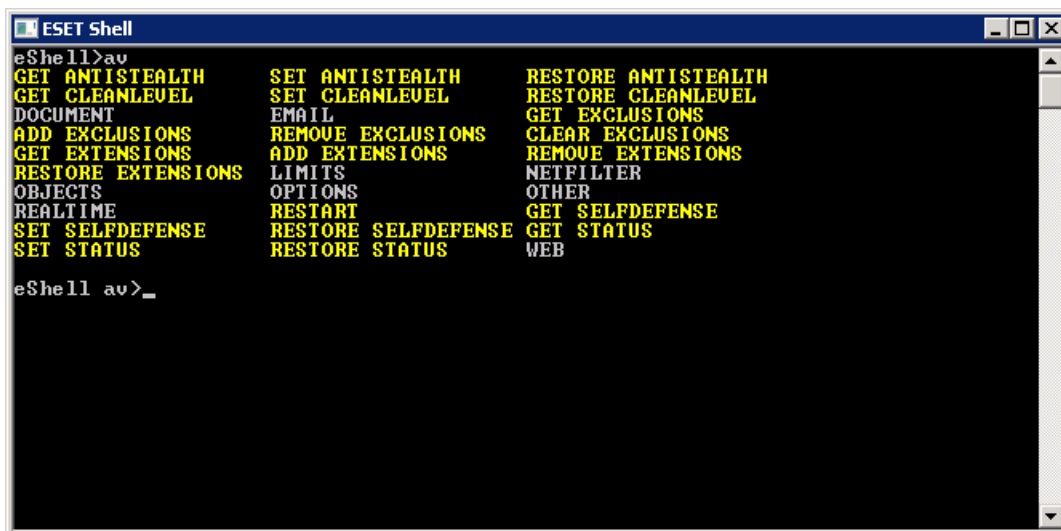 ESET Shell
eShell>av
GET ANTISTEALTH SET ANTISTEALTH RESTORE ANTISTEALTH
GET CLEANLEVEL SET CLEANLEVEL RESTORE CLEANLEVEL
DOCUMENT EMAIL GET EXCLUSIONS
ADD EXCLUSIONS REMOVE EXCLUSIONS CLEAR EXCLUSIONS
GET EXTENSIONS ADD EXTENSIONS REMOVE EXTENSIONS
RESTORE EXTENSIONS LIMITS NETFILTER
OBJECTS OPTIONS OTHER
REALTIME RESTART GET SELFDEFENSE
SET SELFDEFENSE RESTORE SELFDEFENSE GET STATUS
SET STATUS RESTORE STATUS WEB
eShell av>_